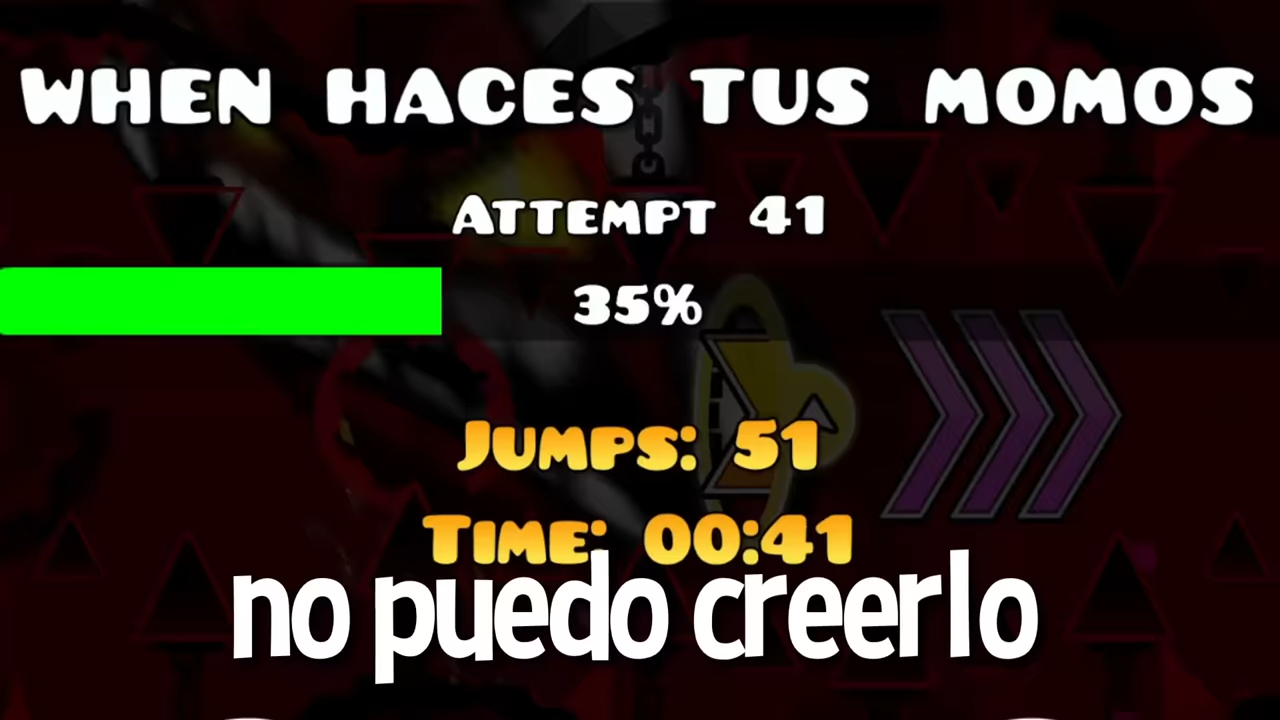 WHEN HACES TUS MOMOS
ATTEMPT 41
35%
JUMPS: 51
TIME: 00:41
no puedo creerlo